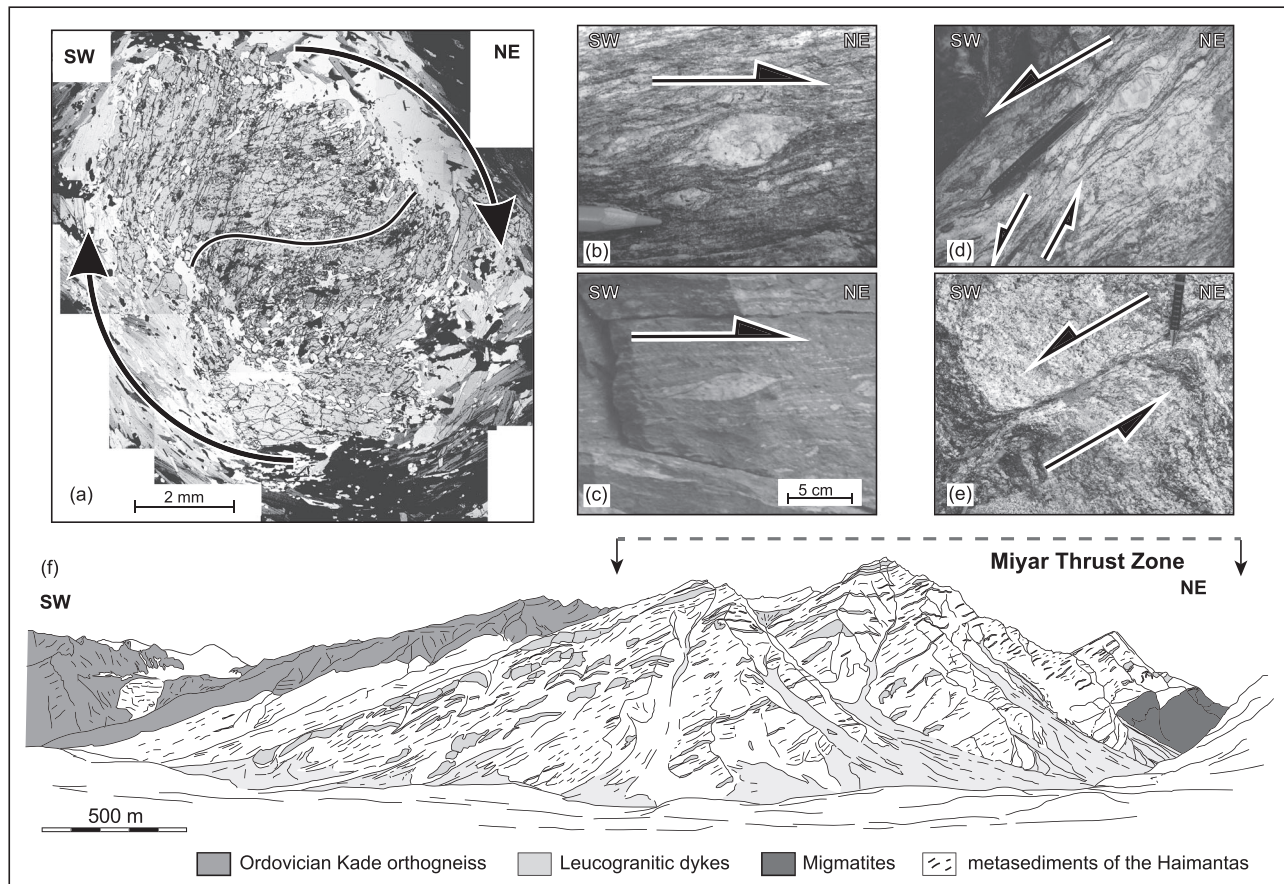 SW NE
(a)
2 mm
SW NE
(b)
SW NE
(c)
5 cm
SW NE
(d)
SW NE
(e)
(f)
SW
Miyar Thrust Zone
NE
500 m
Ordovician Kade orthogneiss
Leucogranitic dykes
Migmatites
metasediments of the Haimantas